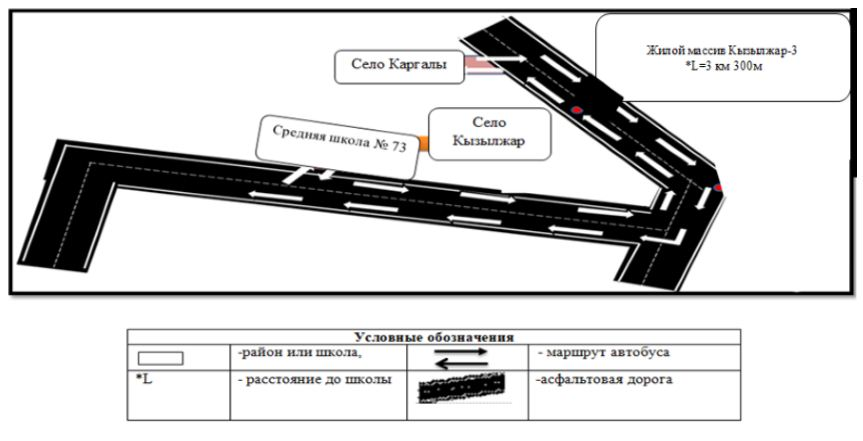 Жилой массив Кызылжар-3
*L=3 км 300м
Село Каргалы
Село
Кызылжар
Средняя школа № 73
Условные обозначения
-район или школа,
- маршрут автобуса
*L
- расстояние до школы
-асфальтовая дорога